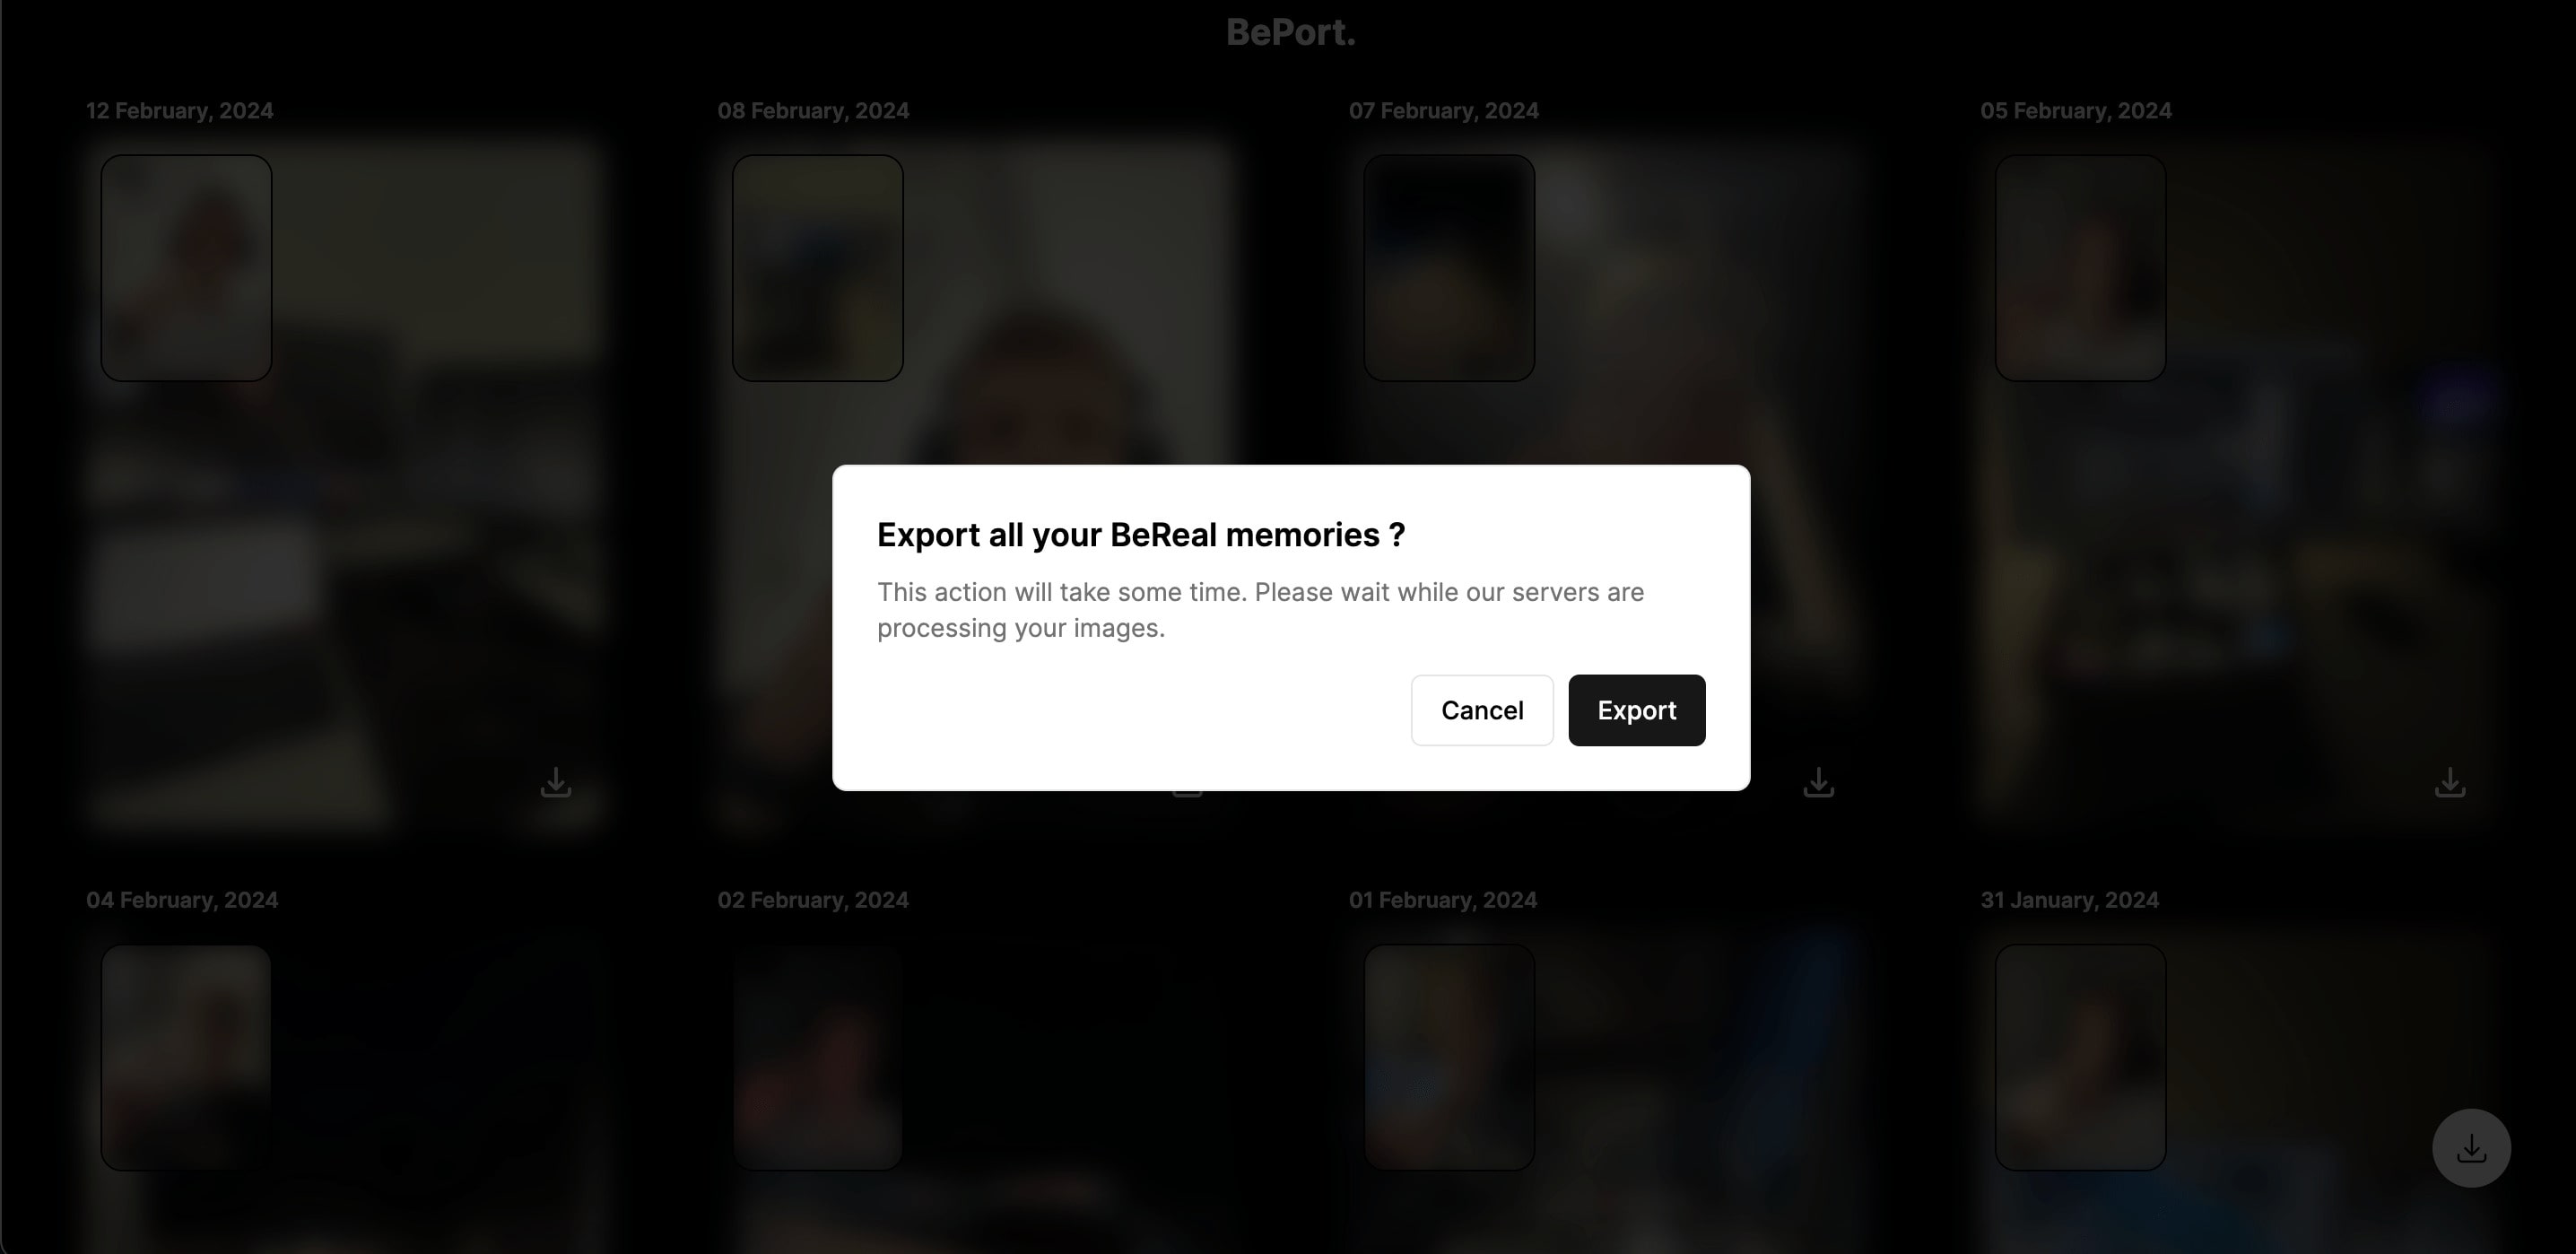 BePort.
12 February, 2024
08 February, 2024
07 February, 2024
05 February, 2024
Export all your BeReal memories ?
This action will take some time. Please wait while our servers are
processing your images.
Cancel
Export
04 February, 2024
02 February, 2024
01 February, 2024
31 January, 2024